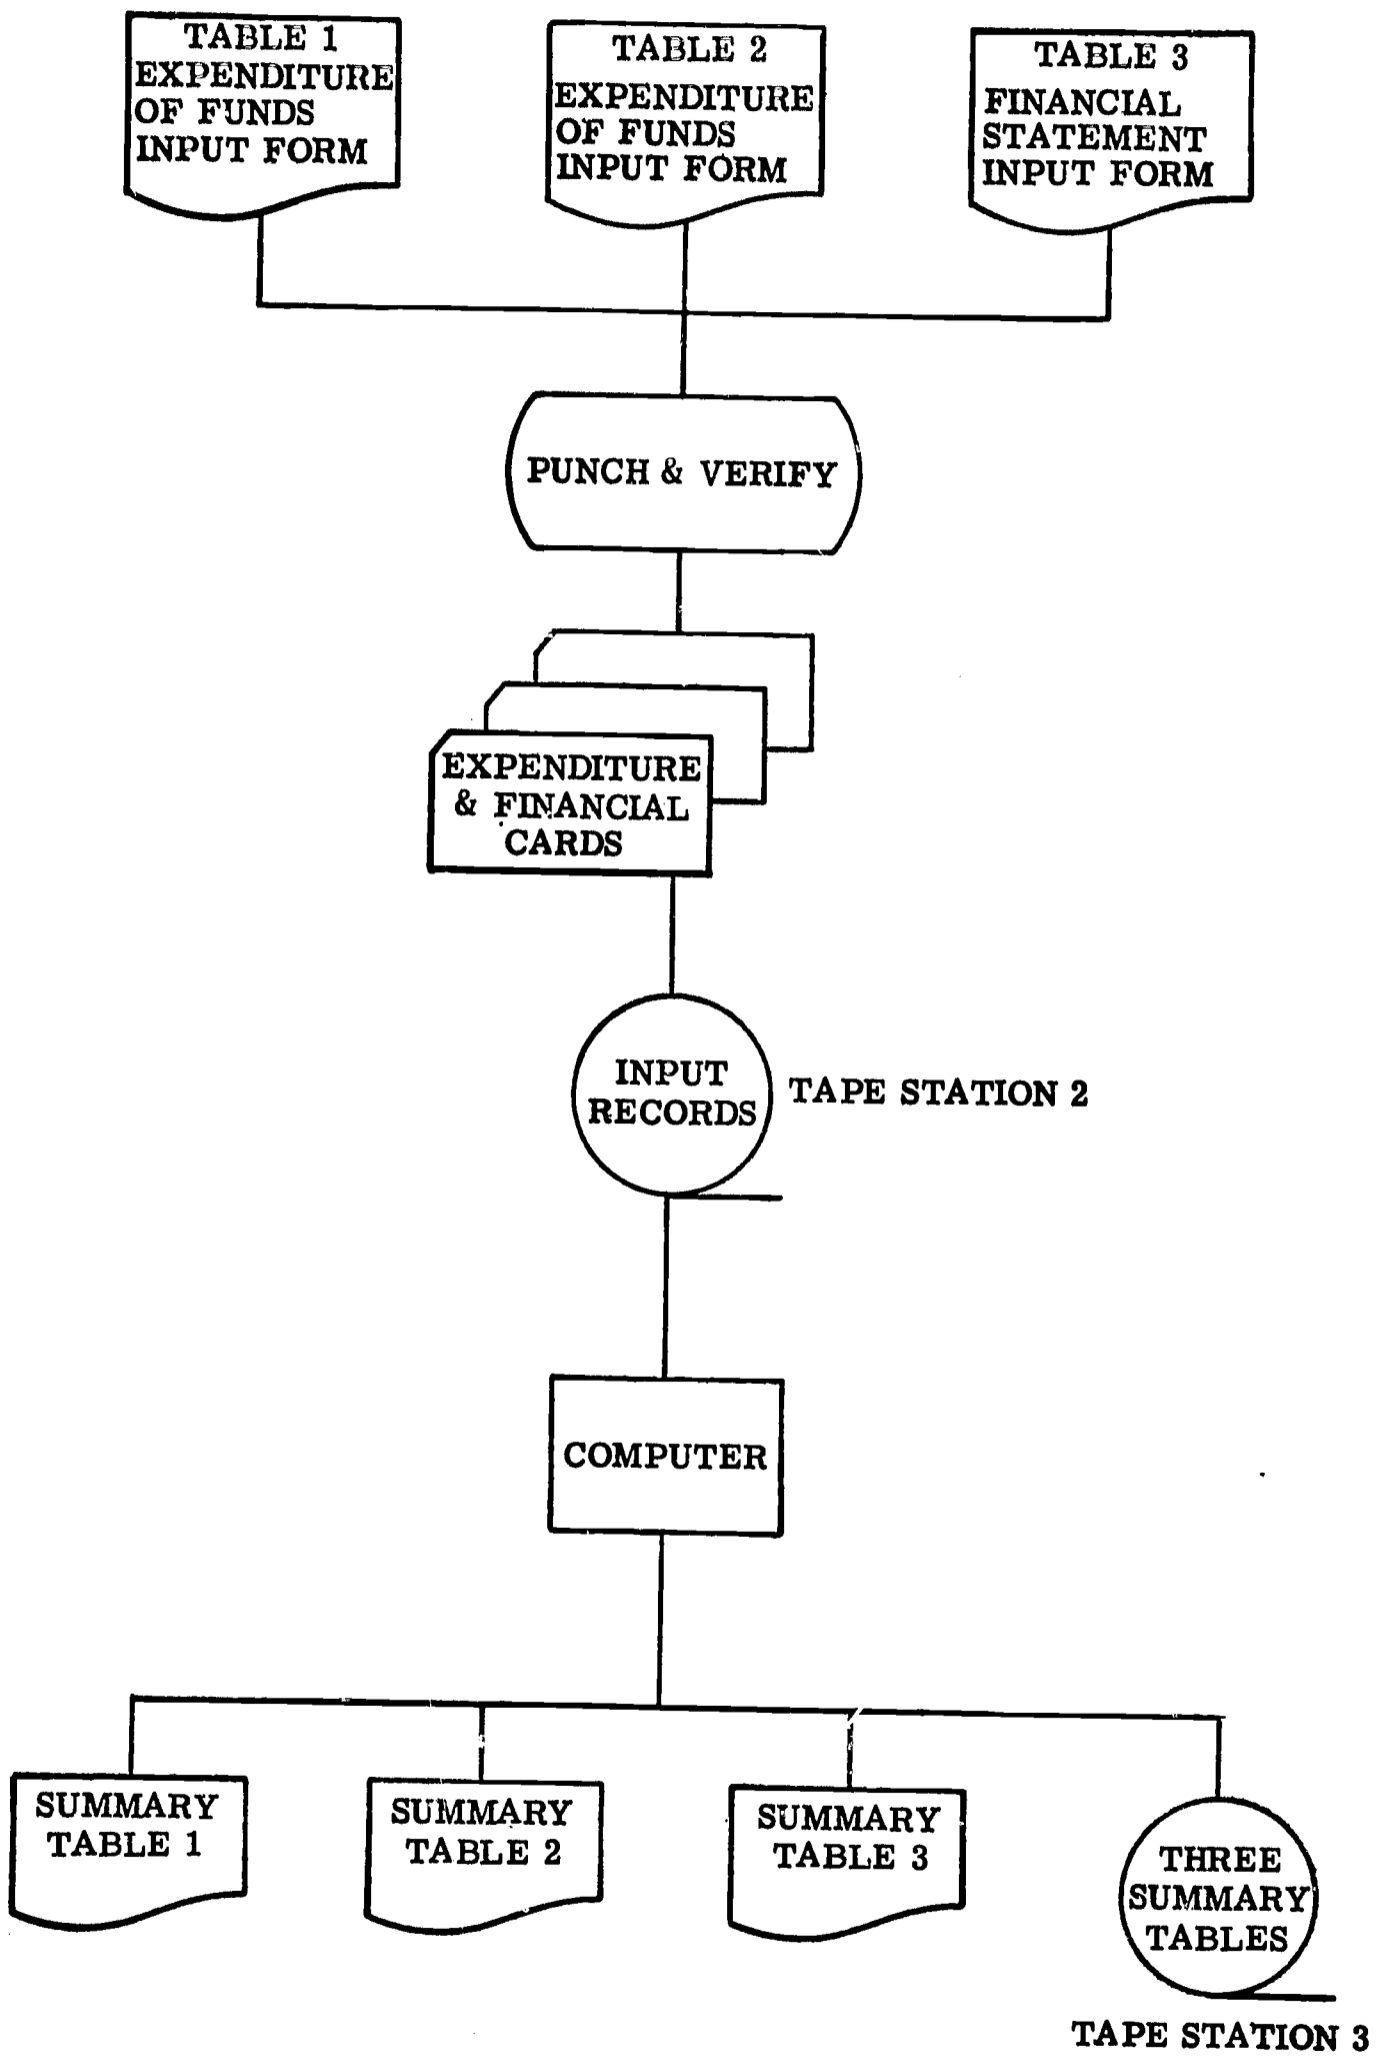 TABLE 1
EXPENDITURE
OF FUNDS
INPUT FORM
TABLE 2
EXPENDITURE
OF FUNDS
INPUT FORM
TABLE 3
FINANCIAL
STATEMENT
INPUT FORM
PUNCH & VERIFY
EXPENDITURE
& FINANCIAL
CARDS
INPUT
RECORDS
TAPE STATION 2
COMPUTER
SUMMARY
TABLE 1
SUMMARY
TABLE 2
SUMMARY
TABLE 3
THREE
SUMMARY
TABLES
TAPE STATION 3